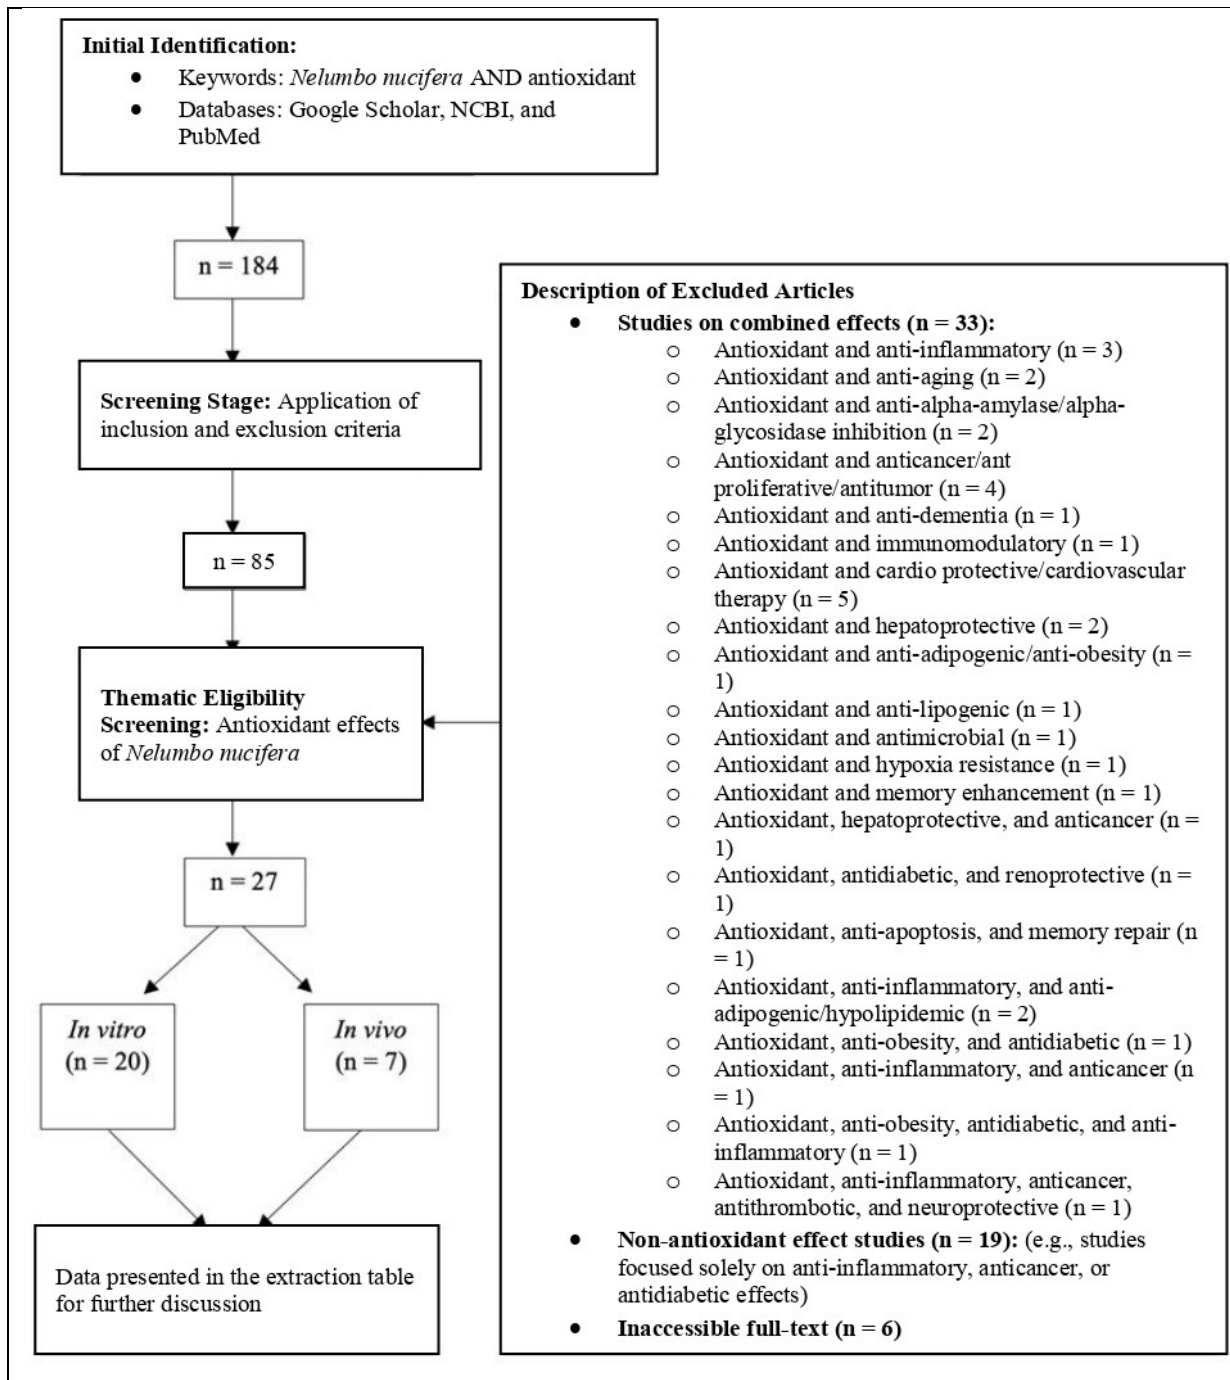 Initial Identification:
● Keywords: Nelumbo nucifera AND antioxidant
● Databases: Google Scholar, NCBI, and
PubMed
n = 184
Screening Stage: Application of
inclusion and exclusion criteria
n = 85
Thematic Eligibility
Screening: Antioxidant effects
of Nelumbo nucifera
n = 27
In vitro
(n = 20)
In vivo
(n = 7)
Data presented in the extraction table
for further discussion
Description of Excluded Articles
● Studies on combined effects (n = 33):
o Antioxidant and anti-inflammatory (n = 3)
o Antioxidant and anti-aging (n = 2)
o Antioxidant and anti-alpha-amylase/alpha-
glycosidase inhibition (n = 2)
o Antioxidant and anticancer/ant
proliferative/antitumor (n = 4)
o Antioxidant and anti-dementia (n = 1)
o Antioxidant and immunomodulatory (n = 1)
o Antioxidant and cardio protective/cardiovascular
therapy (n = 5)
o Antioxidant and hepatoprotective (n = 2)
o Antioxidant and anti-adipogenic/anti-obesity (n =
1)
o Antioxidant and anti-lipogenic (n = 1)
o Antioxidant and antimicrobial (n = 1)
o Antioxidant and hypoxia resistance (n = 1)
o Antioxidant and memory enhancement (n = 1)
o Antioxidant, hepatoprotective, and anticancer (n =
1)
o Antioxidant, antidiabetic, and renoprotective (n =
1)
o Antioxidant, anti-apoptosis, and memory repair (n
= 1)
o Antioxidant, anti-inflammatory, and anti-
adipogenic/hypolipidemic (n = 2)
o Antioxidant, anti-obesity, and antidiabetic (n = 1)
o Antioxidant, anti-inflammatory, and anticancer (n
= 1)
o Antioxidant, anti-obesity, antidiabetic, and anti-
inflammatory (n = 1)
o Antioxidant, anti-inflammatory, anticancer,
antithrombotic, and neuroprotective (n = 1)
● Non-antioxidant effect studies (n = 19): (e.g., studies
focused solely on anti-inflammatory, anticancer, or
antidiabetic effects)
● Inaccessible full-text (n = 6)